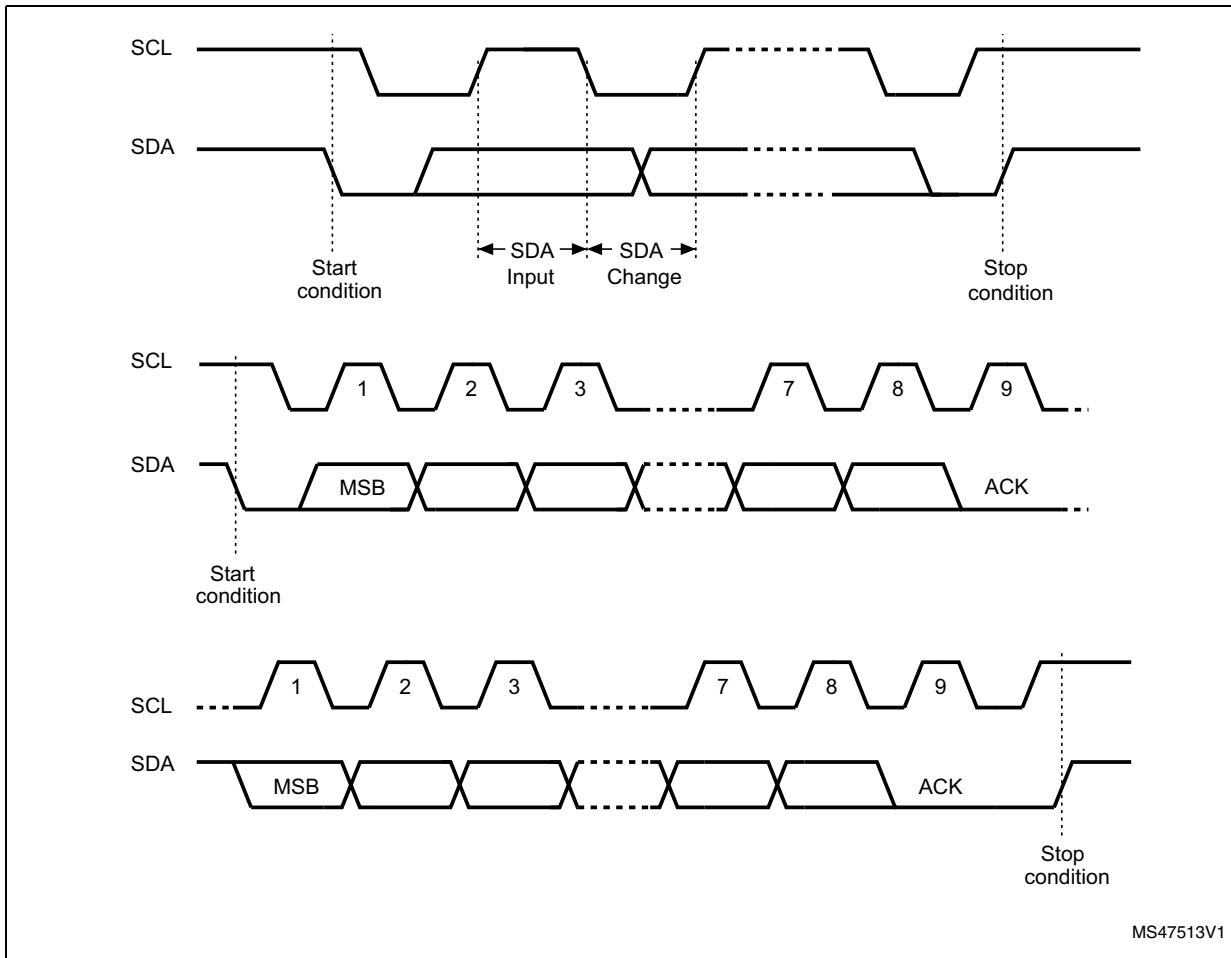 SCL
SDA
SDA
Input
SDA
Change
Start
condition
Stop
condition
SCL
1
2
3
7
8
9
SDA
MSB
ACK
Start
condition
SCL
1
2
3
7
8
9
SDA
MSB
ACK
Stop
condition
MS47513V1